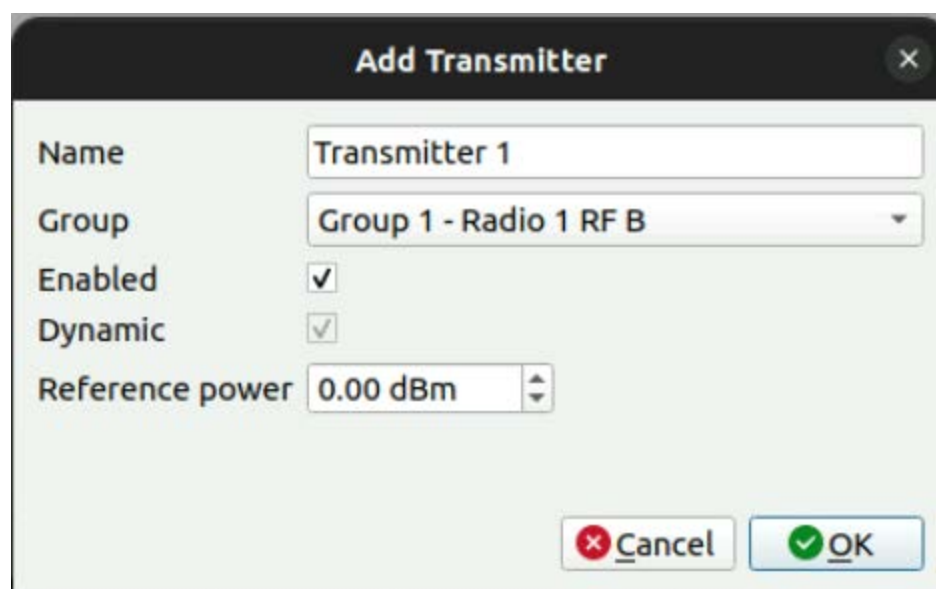 Add Transmitter
Name Transmitter 1
Group Group 1 - Radio 1 RF B
Enabled
Dynamic
Reference power 0.00 dBm
Cancel OK